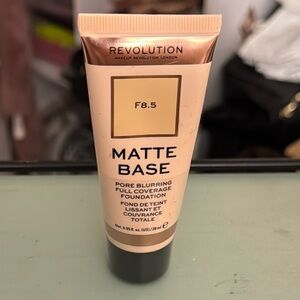 REVOLUTION
MAKEUP REVOLUTION LONDON
F8.5
MATTE
BASE
PORE BLURRING
FULL COVERAGE
FOUNDATION
FOND DE TEINT
LISSANT ET
COUVRANCE
TOTALE